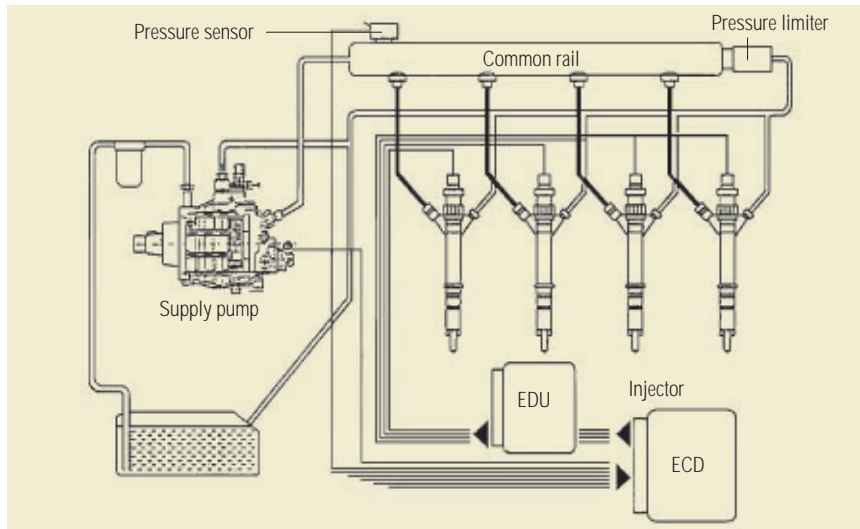 Pressure sensor
Pressure limiter
Common rail
Supply pump
EDU
Injector
ECD